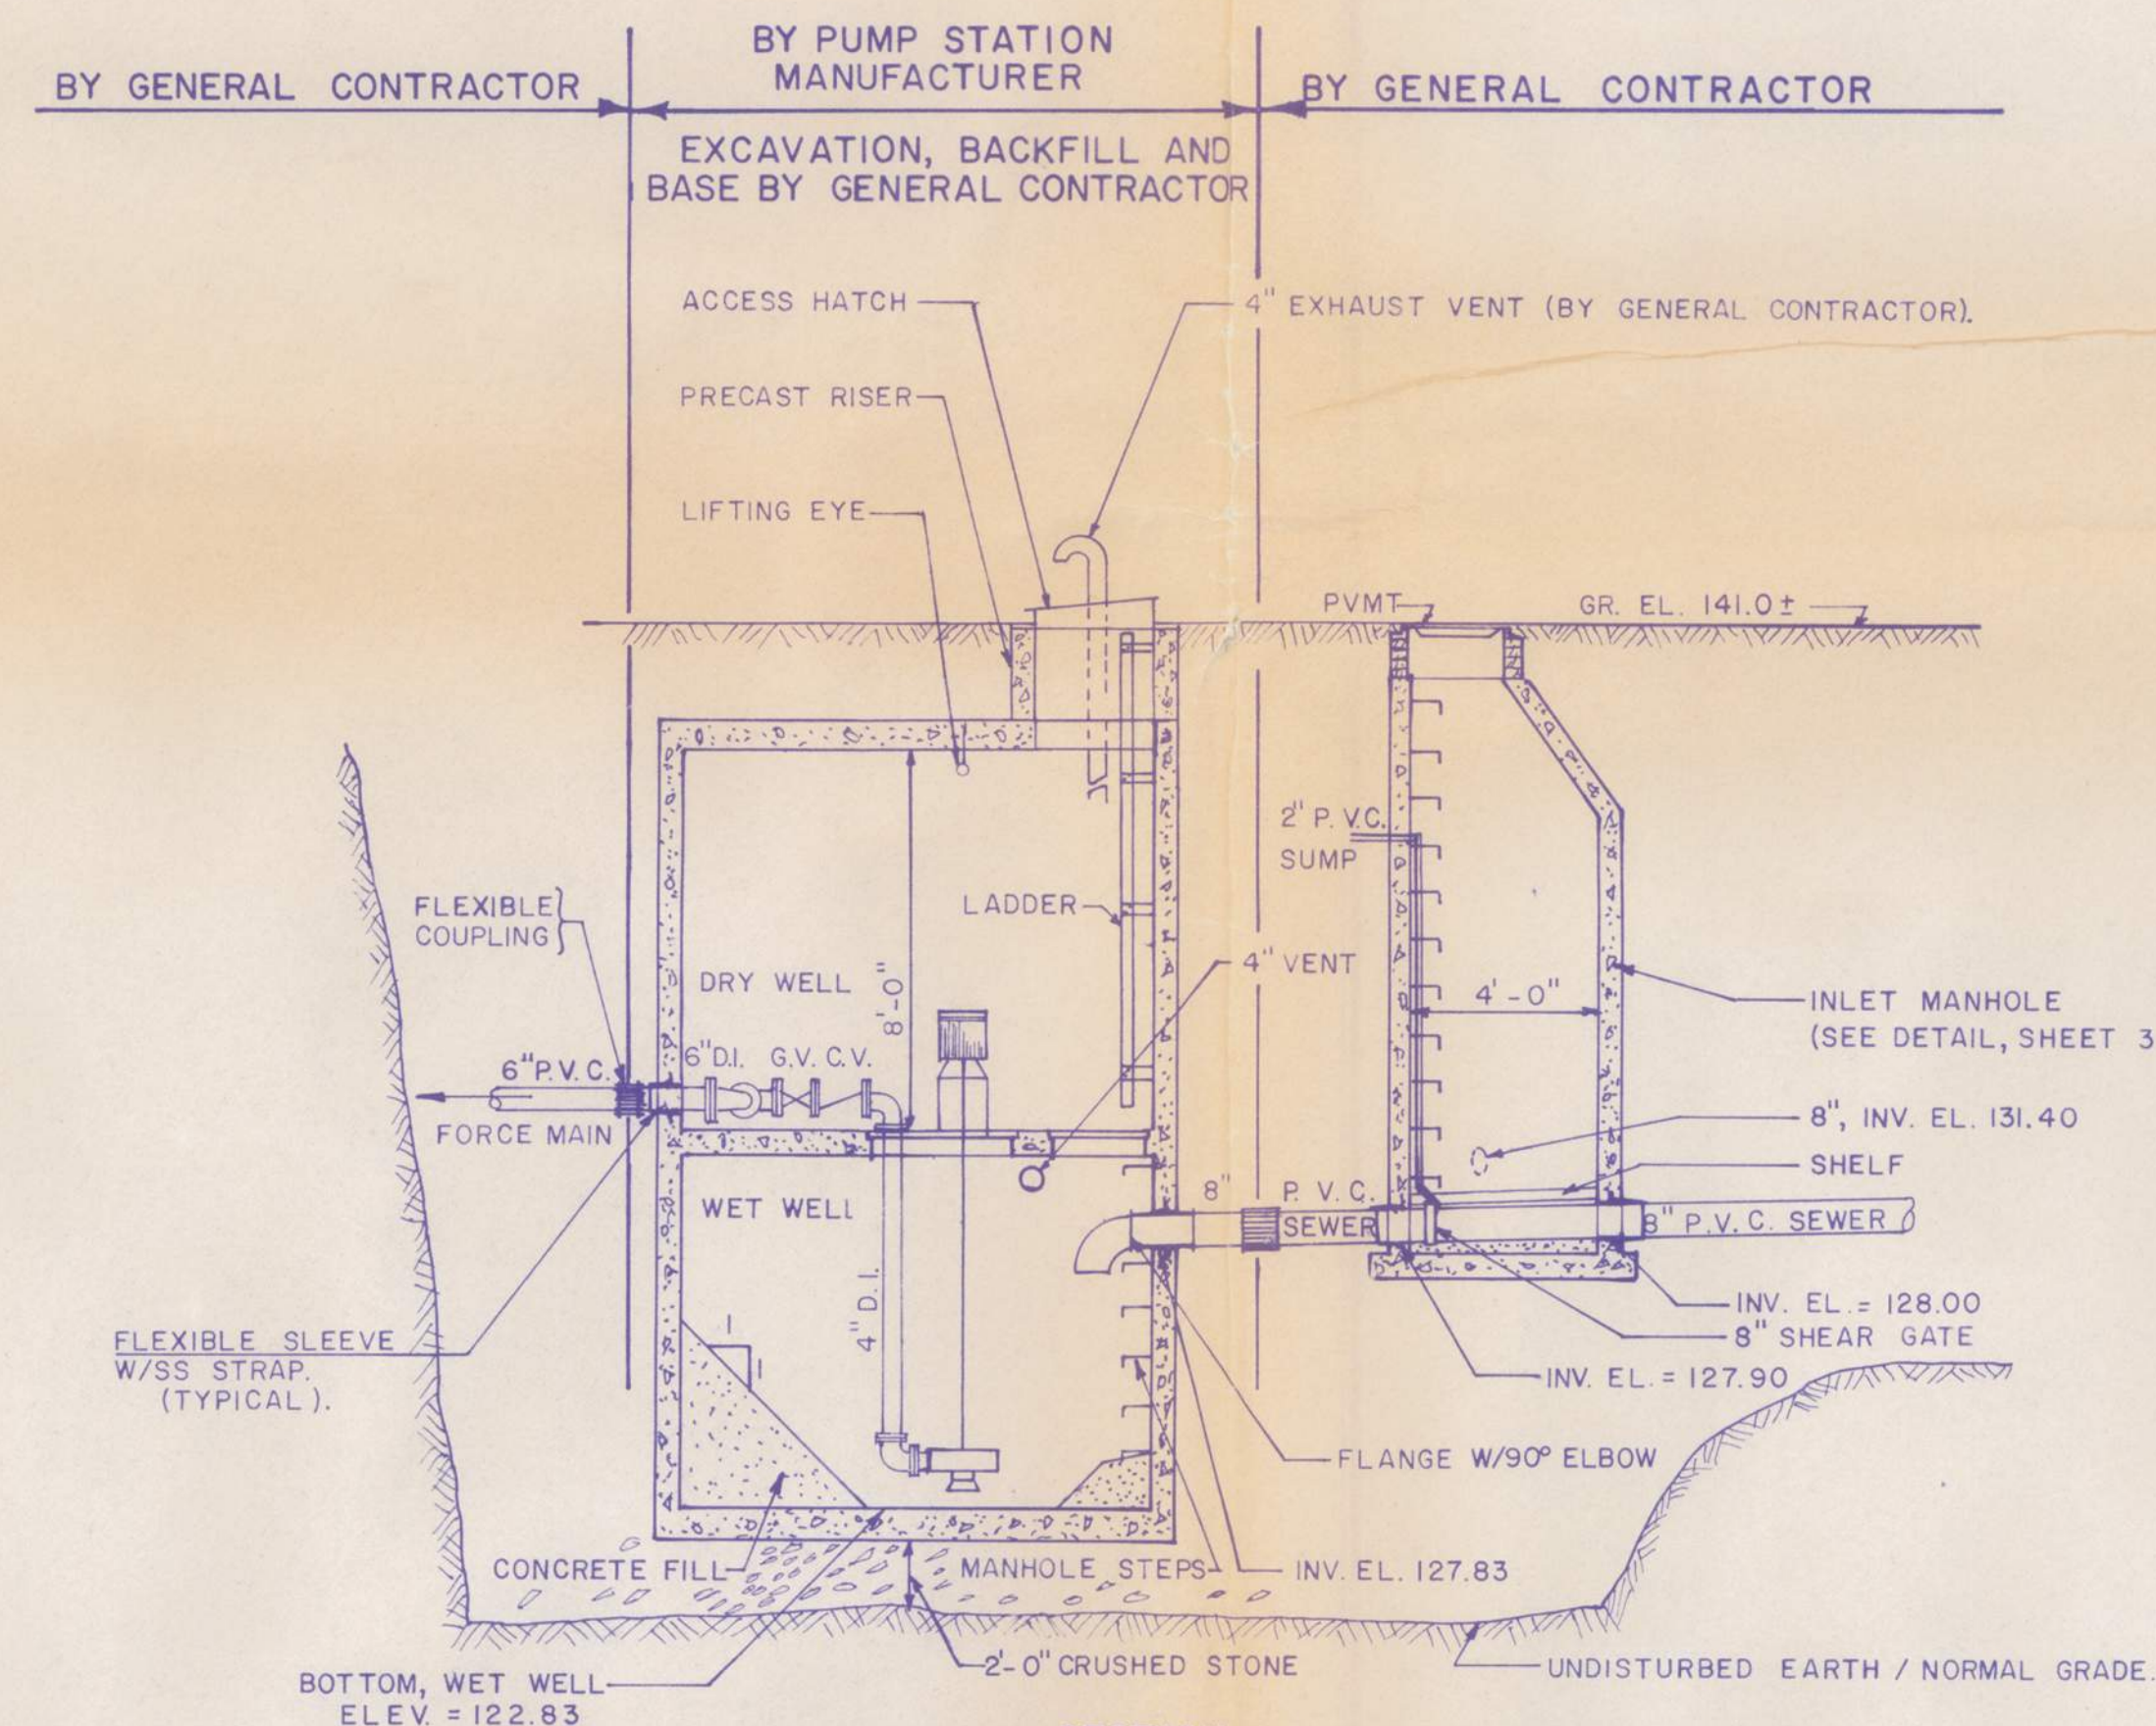 BY GENERAL CONTRACTOR
BY PUMP STATION
MANUFACTURER
BY GENERAL CONTRACTOR
EXCAVATION, BACKFILL AND
BASE BY GENERAL CONTRACTOR
ACCESS HATCH
4" EXHAUST VENT (BY GENERAL CONTRACTOR).
PRECAST RISER
LIFTING EYE
PVMT
GR. EL. 141.0±
2" P.V.C.
SUMP
FLEXIBLE
COUPLING
LADDER
4" VENT
DRY WELL
8'-0"
4'-0"
INLET MANHOLE
(SEE DETAIL, SHEET 3
6" P.V.C.
6" D.I. G.V. C.V.
FORCE MAIN
8", INV. EL. 131.40
SHELF
WET WELL
8" P.V.C.
SEWER
8" P.V.C. SEWER
4" D.I.
1
1
INV. EL. = 128.00
8" SHEAR GATE
FLEXIBLE SLEEVE
W/SS STRAP.
(TYPICAL).
INV. EL. = 127.90
FLANGE W/90° ELBOW
CONCRETE FILL
MANHOLE STEPS
INV. EL. 127.83
2'-0" CRUSHED STONE
UNDISTURBED EARTH / NORMAL GRADE.
BOTTOM, WET WELL
ELEV. = 122.83